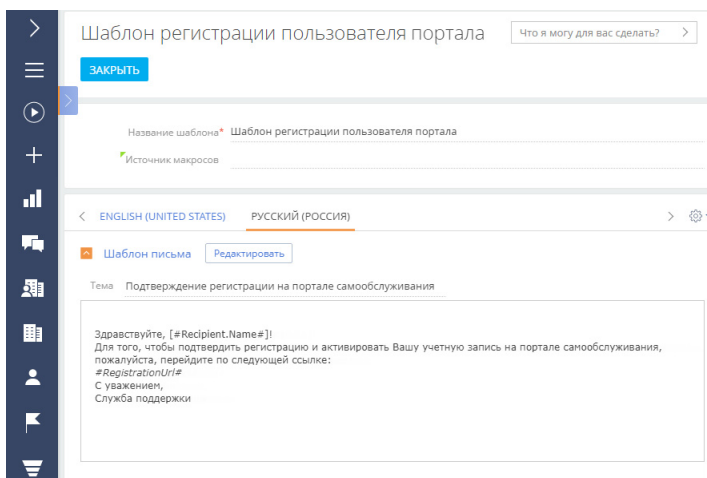 Шаблон регистрации пользователя портала
Что я могу для вас сделать?
ЗАКРЫТЬ
Название шаблона* Шаблон регистрации пользователя портала
Источник макросов
ENGLISH (UNITED STATES) РУССКИЙ (РОССИЯ)
Шаблон письма Редактировать
Тема Подтверждение регистрации на портале самообслуживания
Здравствуйте, [#Recipient.Name#]!
Для того, чтобы подтвердить регистрацию и активировать Вашу учетную запись на портале самообслуживания,
пожалуйста, перейдите по следующей ссылке:
#RegistrationUrl#
С уважением,
Служба поддержки